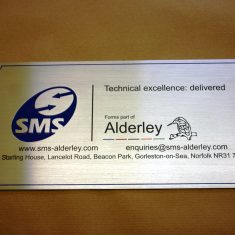 Technical excellence: delivered
SMS
Forms part of
Alderley
www.sms-alderley.com
enquiries@sms-alderley.com
Starling House, Lancelot Road, Beacon Park, Gorleston-on-Sea, Norfolk NR31 7